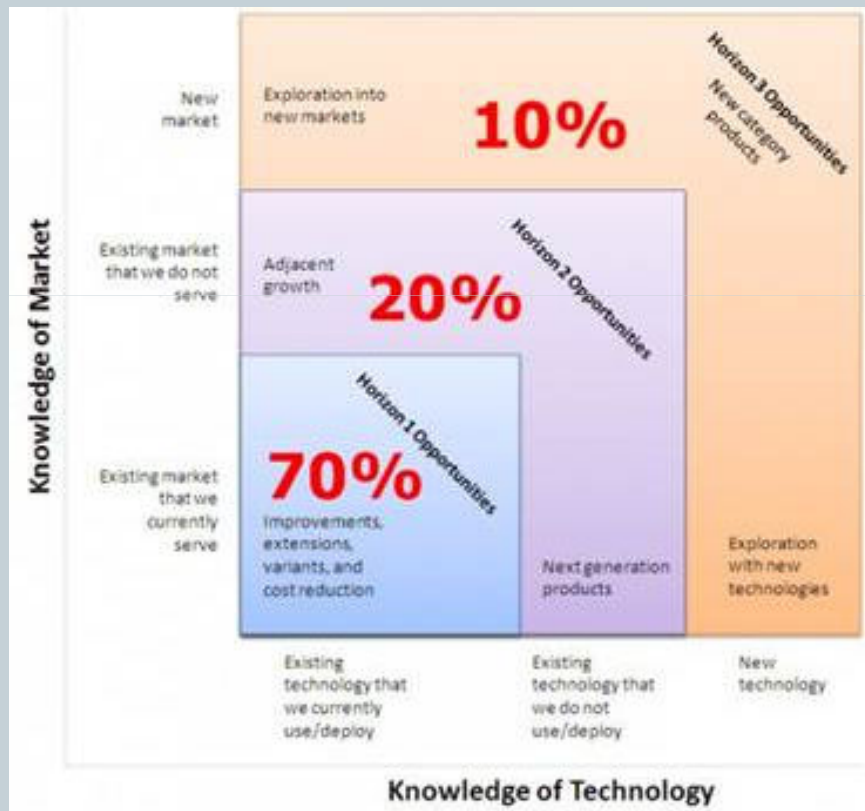 Knowledge of Market
New
market
Exploration into
new markets
10%
Horizon 3 Opportunities
New category
products
Existing market
that we do not
serve
Adjacent
growth
20%
Horizon 2 Opportunities
Existing market
that we
currently
serve
Horizon 1 Opportunities
70%
Improvements,
extensions,
variants, and
cost reduction
Next generation
products
Exploration
with new
technologies
Existing
technology that
we currently
use/deploy
Existing
technology that
we do not
use/deploy
New
technology
Knowledge of Technology